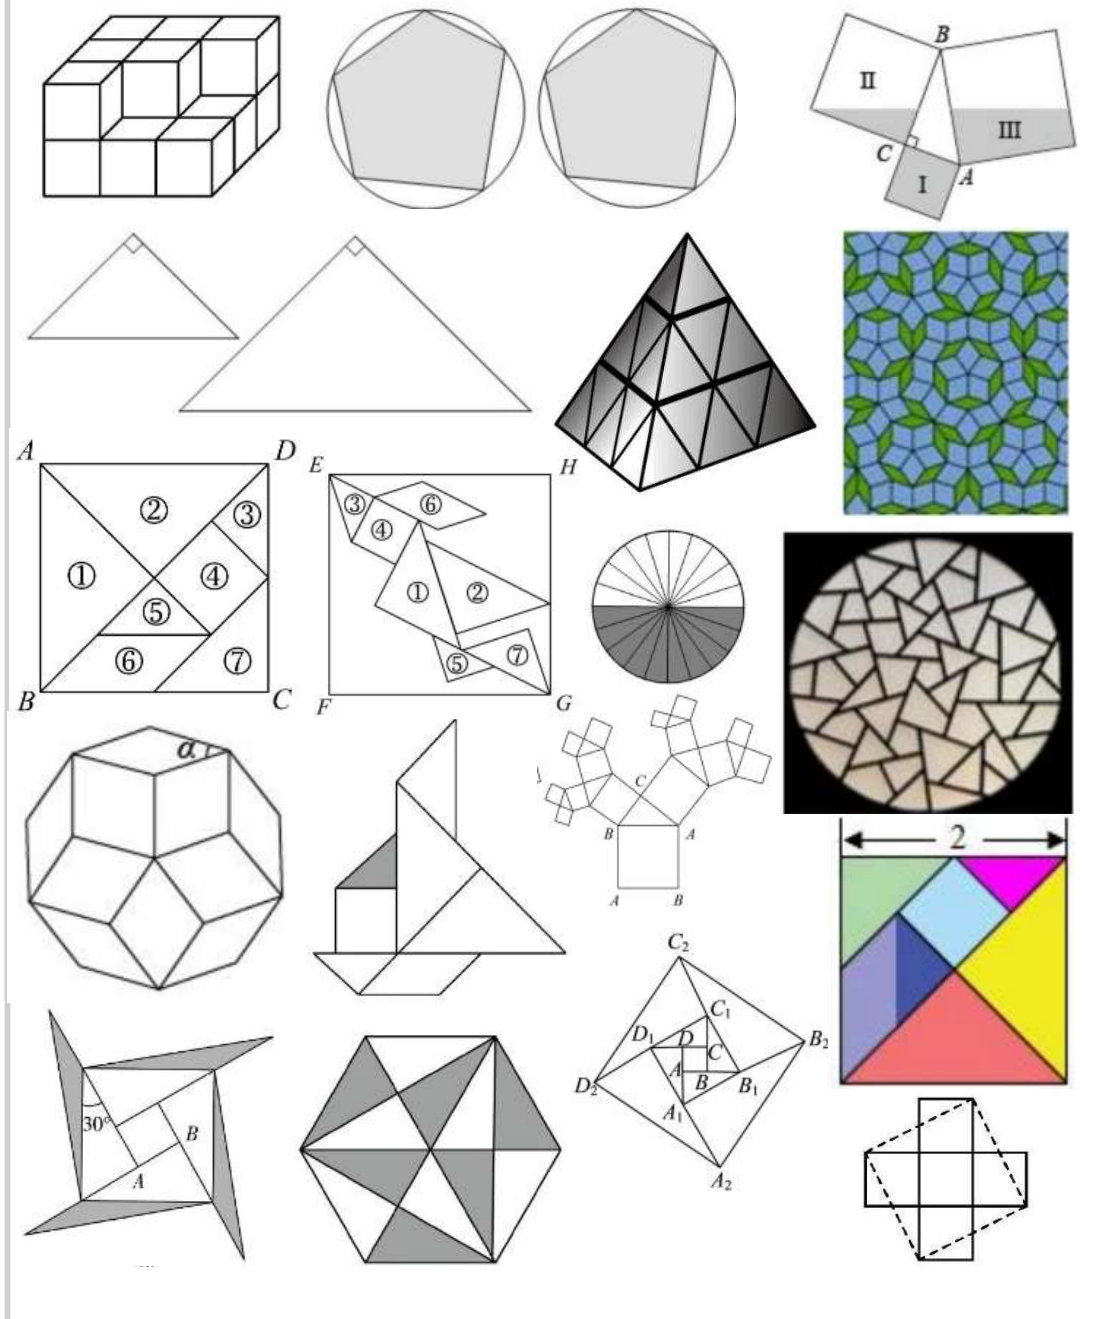 B
II
III
C
I
A
A
D
②
③
①
④
⑤
⑥
⑦
B
C
E
H
③
⑥
④
①
②
⑤
⑦
F
G
α
C
B
A
A
B
2
30°
B
A
C₂
C₁
D₁
D
B₂
C
A
D₂
B
B₁
A₁
A₂